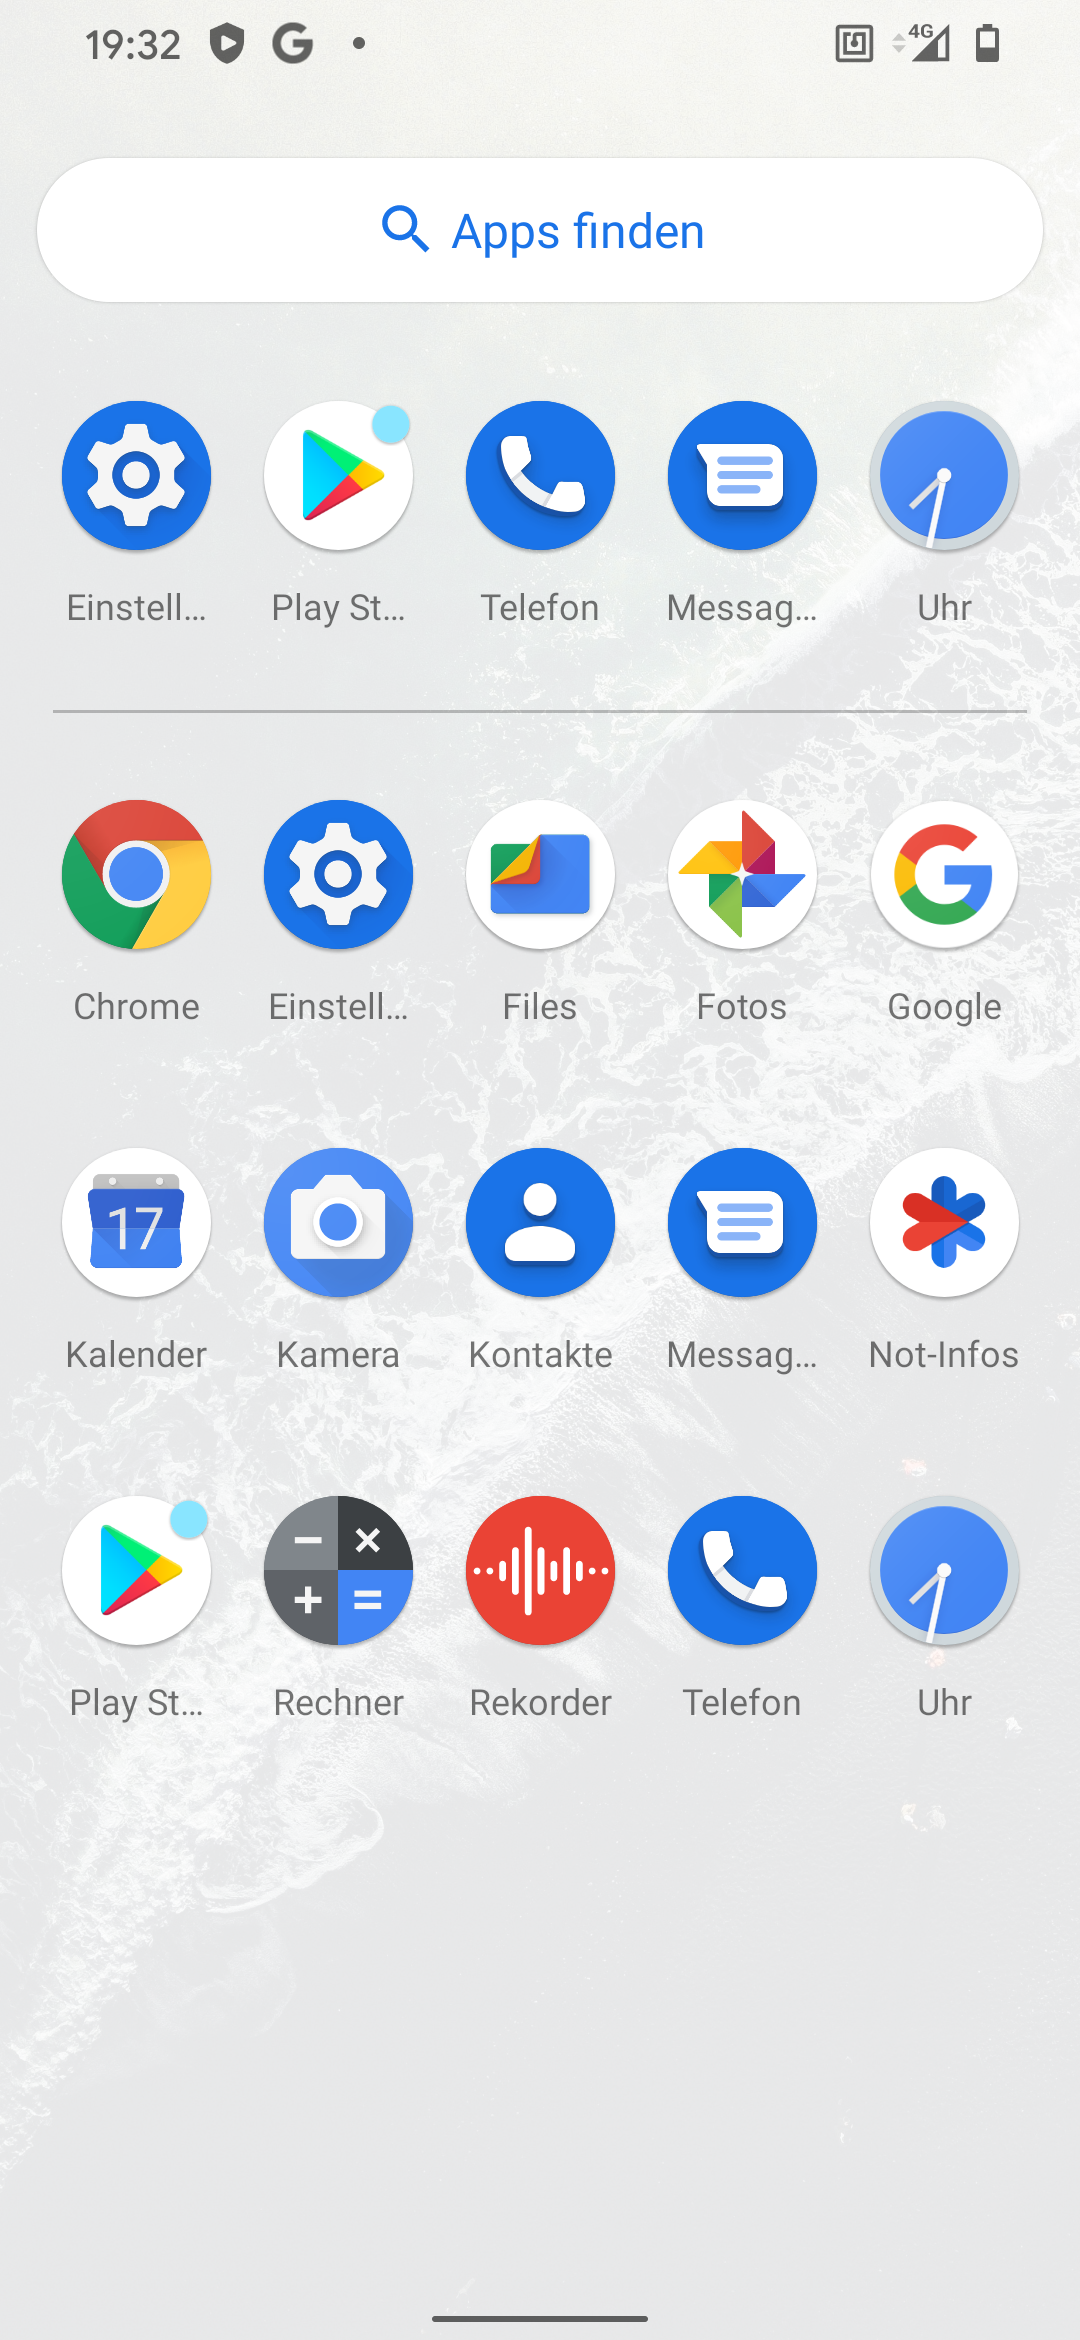 19:32
4G
Apps finden
Einstell...
Play St...
Telefon
Messag...
Uhr
Chrome
Einstell...
Files
Fotos
Google
17
Kalender
Kamera
Kontakte
Messag...
Not-Infos
Play St...
Rechner
Rekorder
Telefon
Uhr